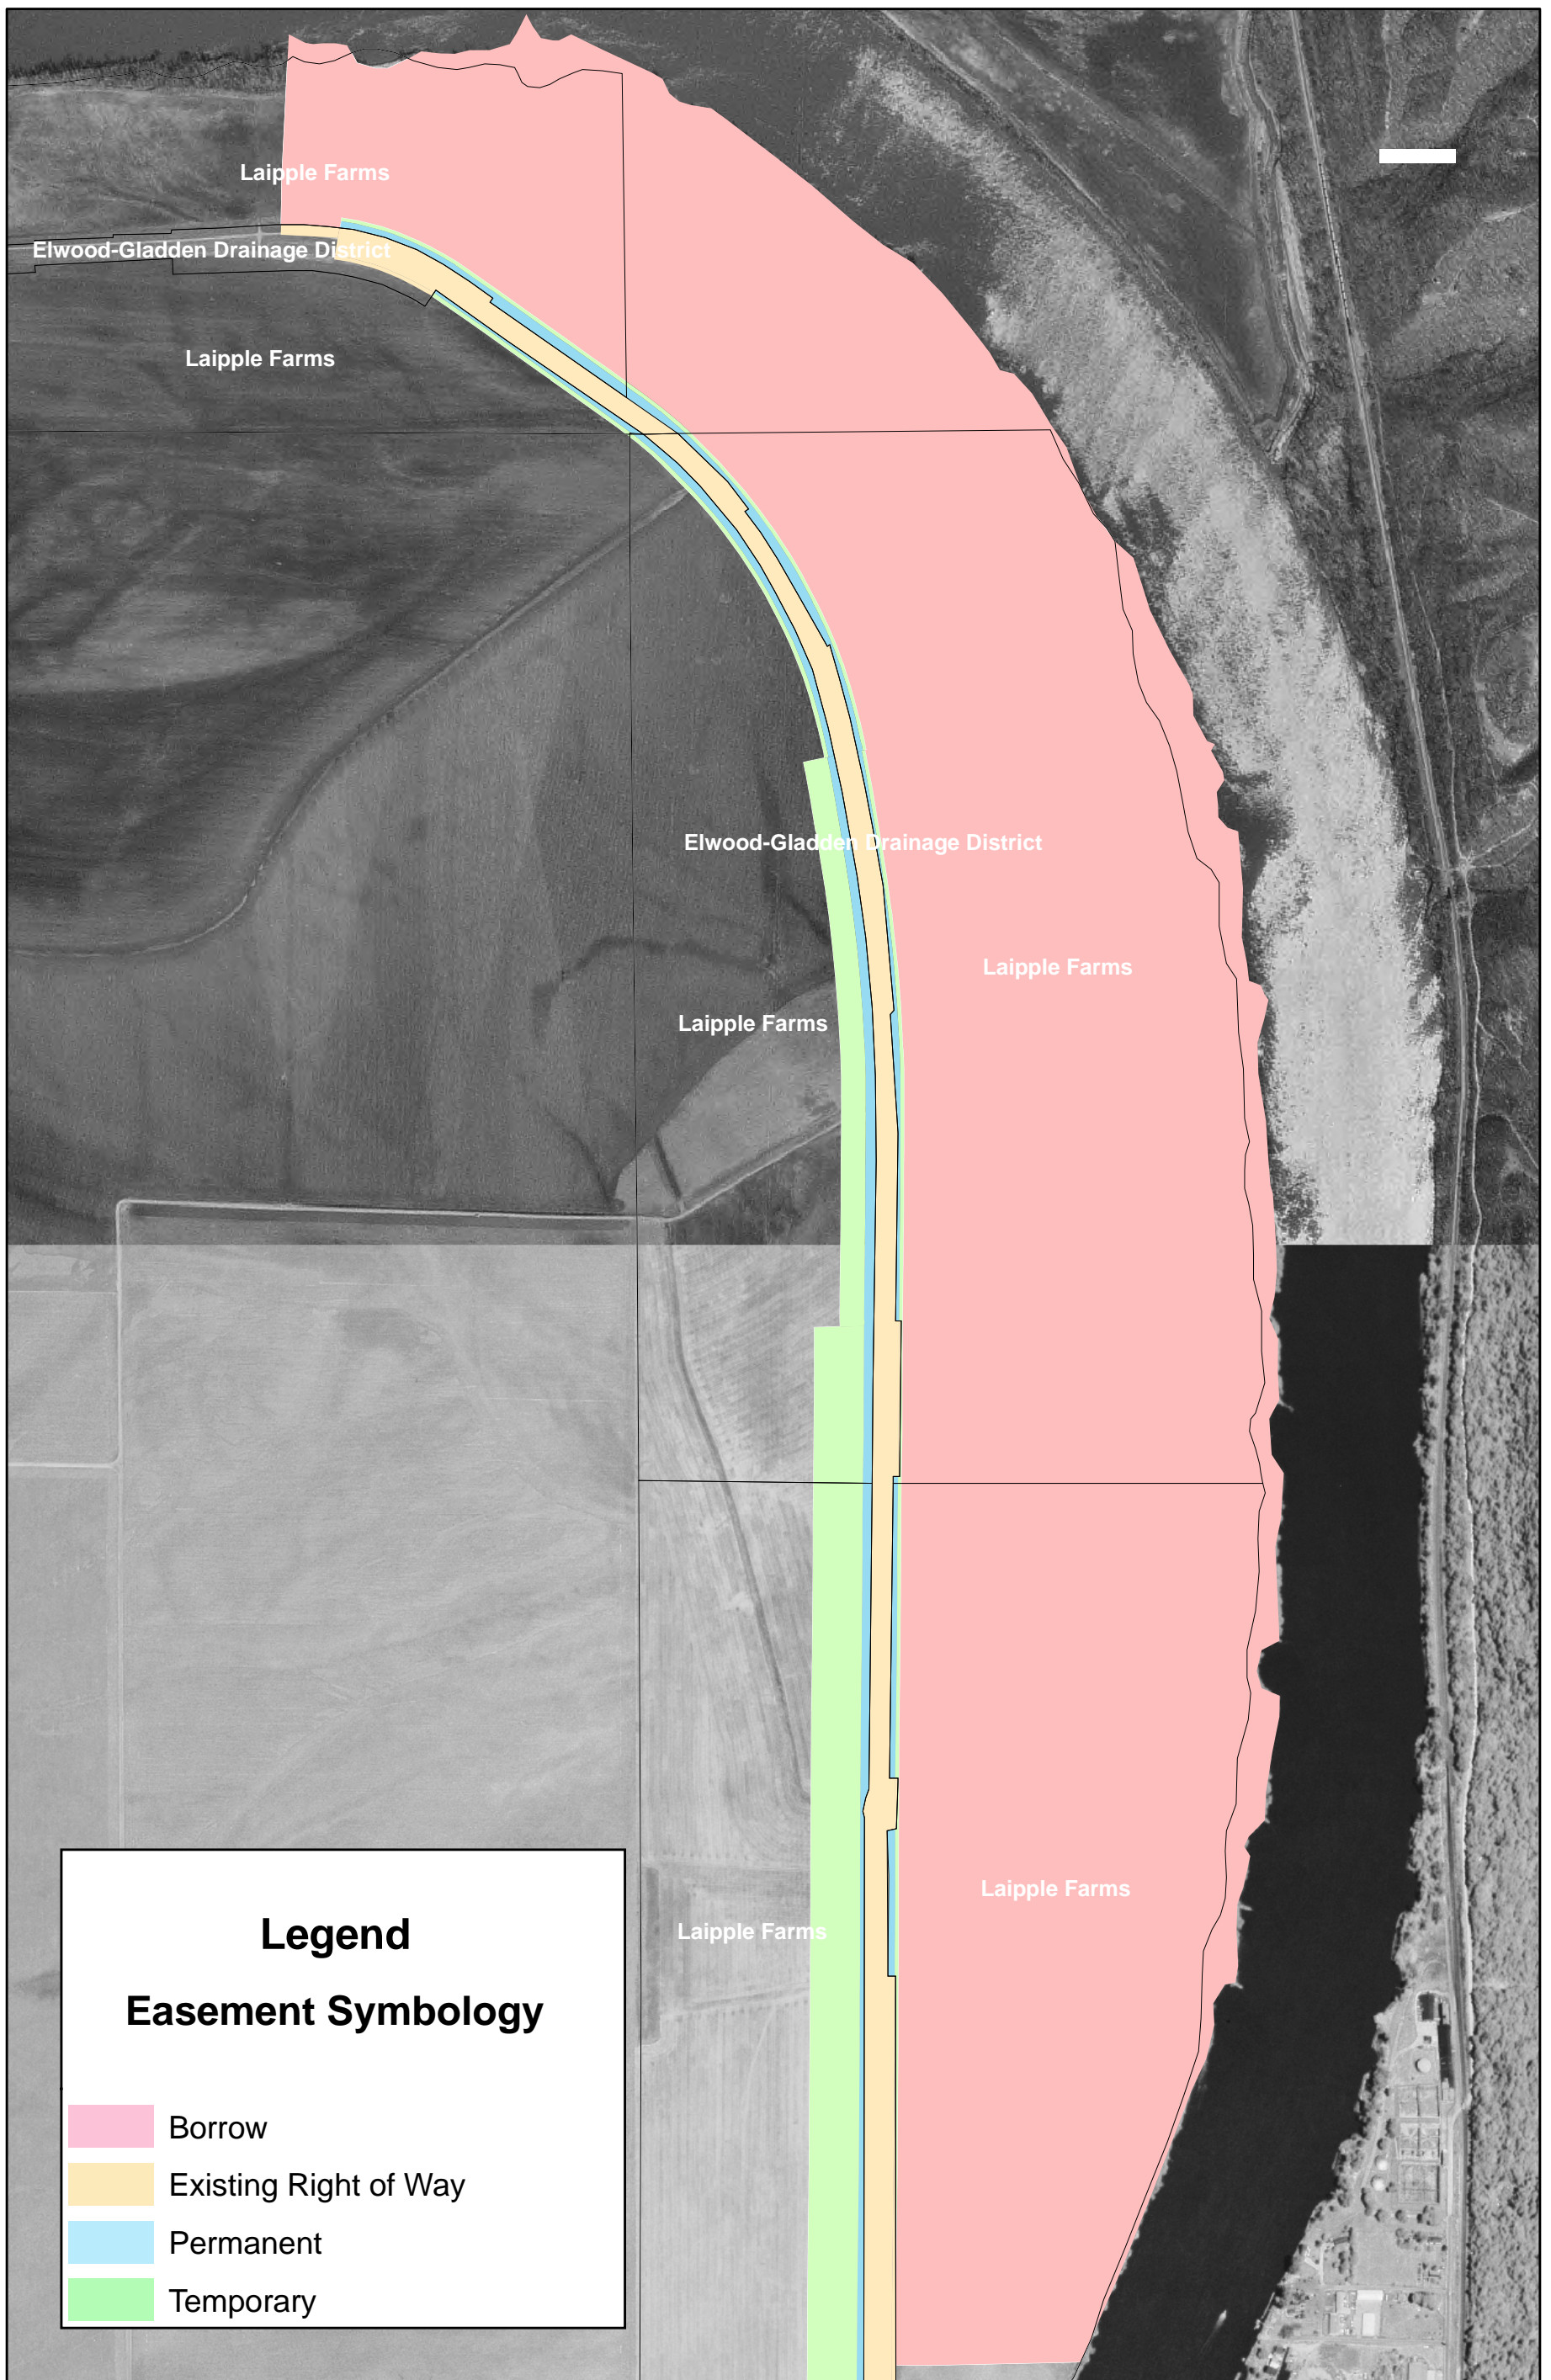 Laipple Farms
Elwood-Gladden Drainage District
Laipple Farms
Elwood-Gladden Drainage District
Laipple Farms
Laipple Farms
Laipple Farms
Laipple Farms
Legend
Easement Symbology
Borrow
Existing Right of Way
Permanent
Temporary